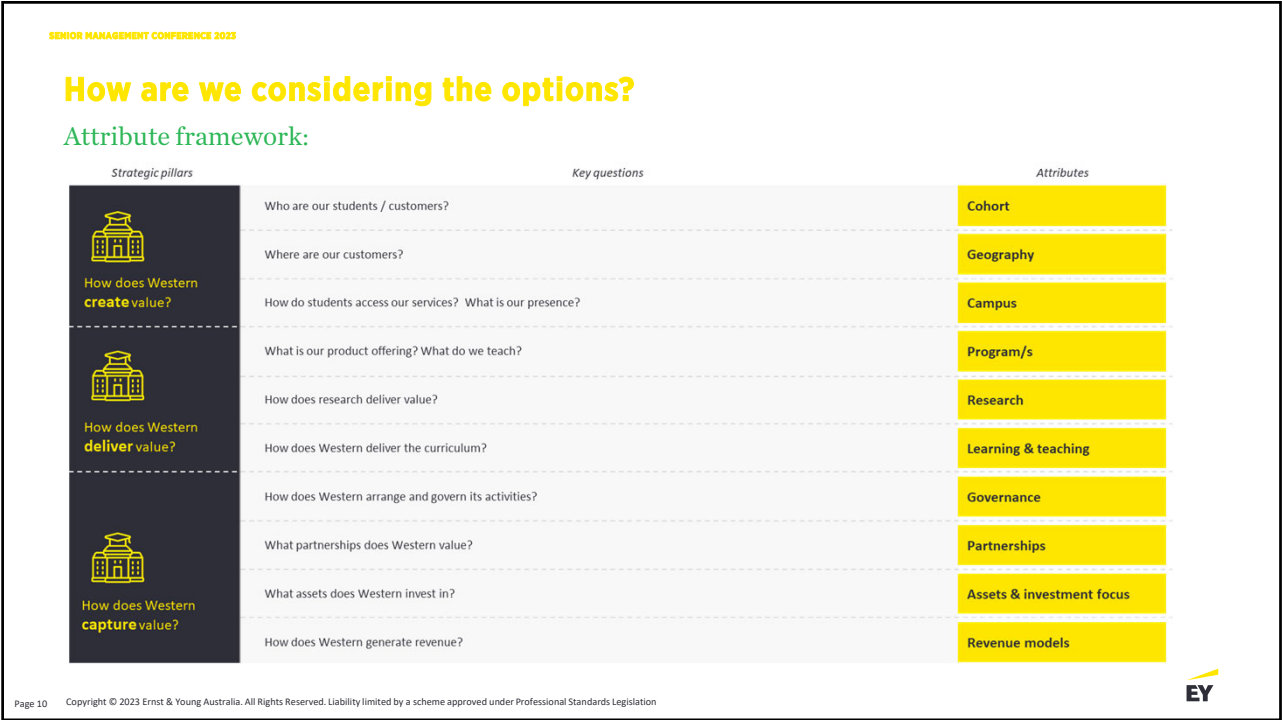 SENIOR MANAGEMENT CONFERENCE 2023
How are we considering the options?
Attribute framework:
Strategic pillars
Key questions
Attributes
How does Western
create value?
Who are our students / customers?
Cohort
Where are our customers?
Geography
How do students access our services?  What is our presence?
Campus
How does Western
deliver value?
What is our product offering? What do we teach?
Program/s
How does research deliver value?
Research
How does Western deliver the curriculum?
Learning & teaching
How does Western
capture value?
How does Western arrange and govern its activities?
Governance
What partnerships does Western value?
Partnerships
What assets does Western invest in?
Assets & investment focus
How does Western generate revenue?
Revenue models
Page 10
Copyright © 2023 Ernst & Young Australia. All Rights Reserved. Liability limited by a scheme approved under Professional Standards Legislation
EY